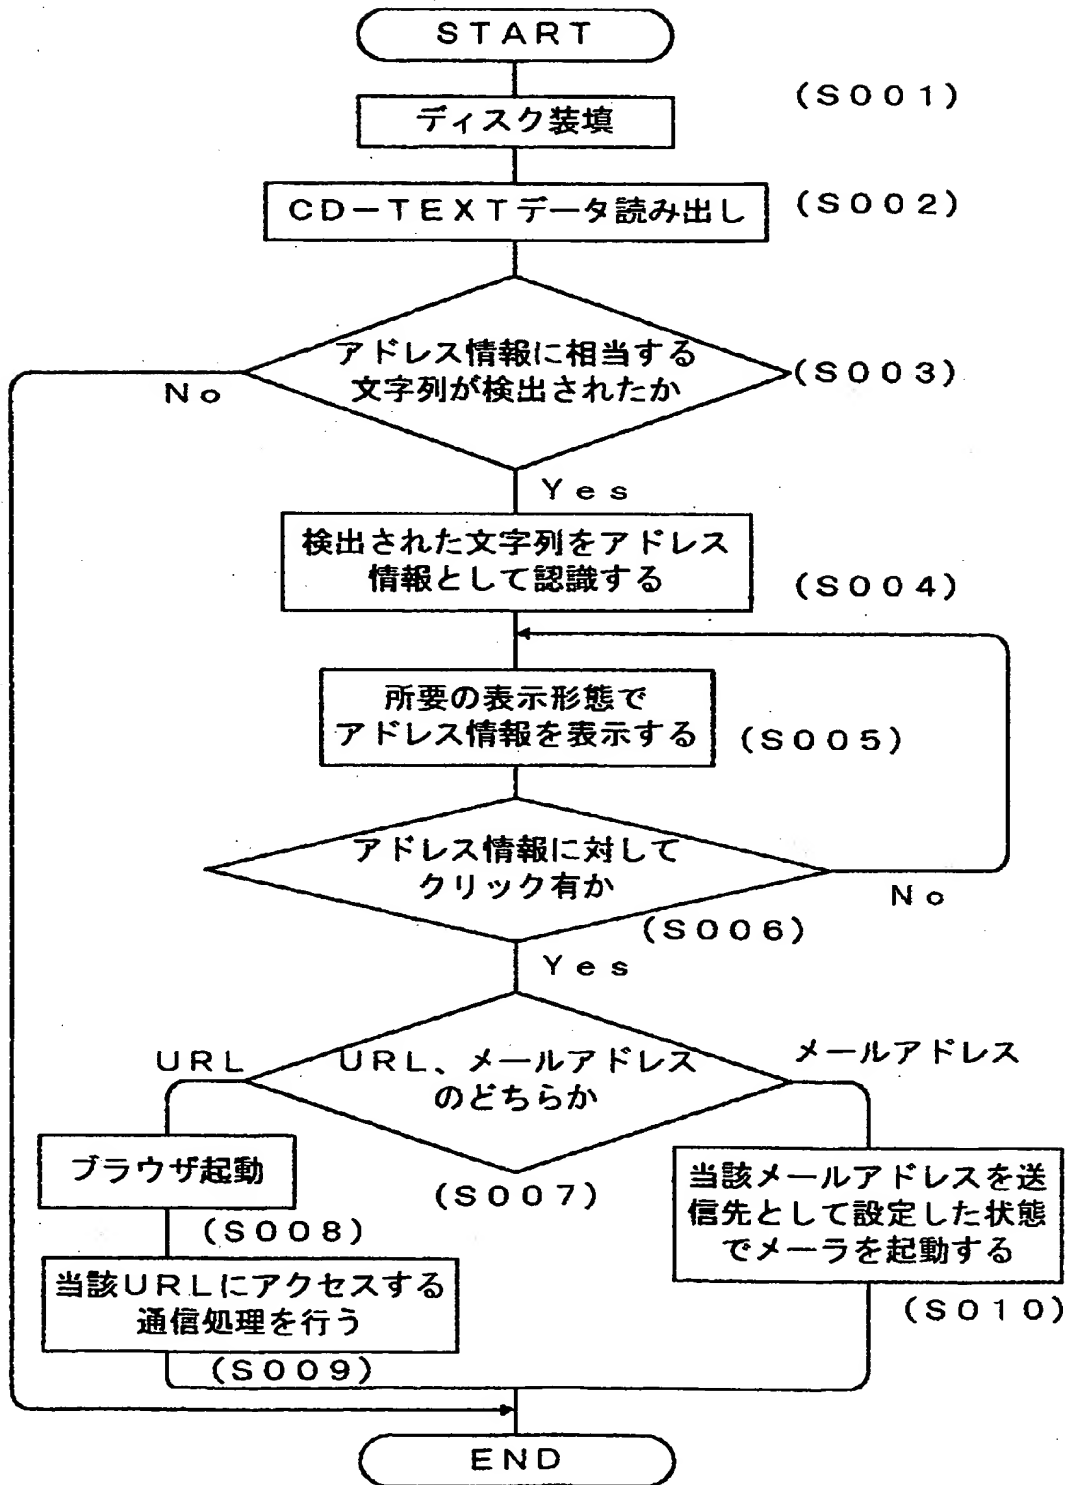 START
(S001)
ディスク装填
CD-TEXTデータ読み出し
(S002)
アドレス情報に相当する
文字列が検出されたか
(S003)
No
Yes
検出された文字列をアドレス
情報として認識する
(S004)
所要の表示形態で
アドレス情報を表示する
(S005)
アドレス情報に対して
クリック有か
No
(S006)
Yes
URL
URL、メールアドレス
のどちらか
メールアドレス
(S007)
ブラウザ起動
(S008)
当該URLにアクセスする
通信処理を行う
(S009)
当該メールアドレスを送
信先として設定した状態
でメーラを起動する
(S010)
END